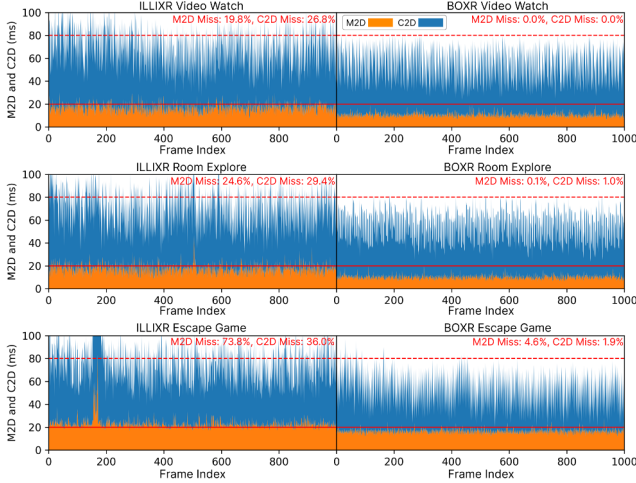 ILLIXR Video Watch
M2D Miss: 19.8%, C2D Miss: 26.8%
M2D and C2D (ms)
100
80
60
40
20
0
0 200 400 600 800
Frame Index
BOXR Video Watch
M2D C2D
M2D Miss: 0.0%, C2D Miss: 0.0%
0 200 400 600 800 1000
Frame Index
ILLIXR Room Explore
M2D Miss: 24.6%, C2D Miss: 29.4%
M2D and C2D (ms)
100
80
60
40
20
0
0 200 400 600 800
Frame Index
BOXR Room Explore
M2D Miss: 0.1%, C2D Miss: 1.0%
0 200 400 600 800 1000
Frame Index
ILLIXR Escape Game
M2D Miss: 73.8%, C2D Miss: 36.0%
M2D and C2D (ms)
100
80
60
40
20
0
0 200 400 600 800
Frame Index
BOXR Escape Game
M2D Miss: 4.6%, C2D Miss: 1.9%
0 200 400 600 800 1000
Frame Index